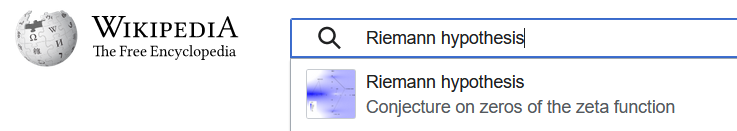 WIKIPEDIA
The Free Encyclopedia
Riemann hypothesis
Riemann hypothesis
Conjecture on zeros of the zeta function